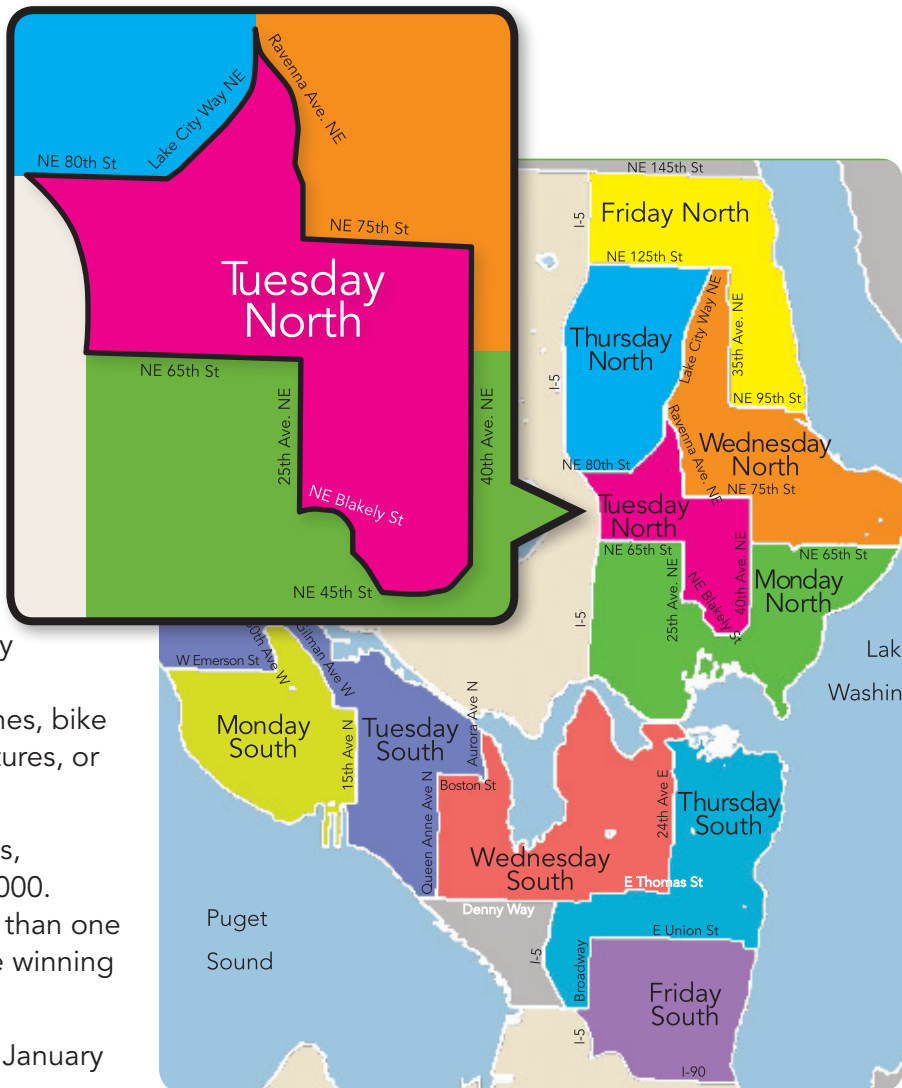 Lake City Way NE
Ravenna Ave. NE
NE 80th St
NE 75th St
Tuesday
North
NE 65th St
25th Ave. NE
40th Ave. NE
NE Blakely St
NE 45th St
NE 145th St
I-5
Friday North
NE 125th St
Lake City Way NE
35th Ave. NE
Thursday
North
I-5
NE 95th St
Ravenna Ave. NE
Wednesday
North
NE 80th St
NE 75th St
Tuesday
North
NE 65th St
NE 65th St
25th Ave. NE
40th Ave. NE
NE Blakely St
Monday
North
I-5
Lak
Washin
y
nes, bike
tures, or
s,
000.
than one
e winning
January
W Emerson St
Gilman Ave W
Monday
South
15th Ave N
Tuesday
South
Aurora Ave N
Queen Anne Ave N
Boston St
Wednesday
South
24th Ave E
Thursday
South
E Thomas St
Denny Way
Puget
Sound
I-5
Broadway
E Union St
Friday
South
I-5
I-90